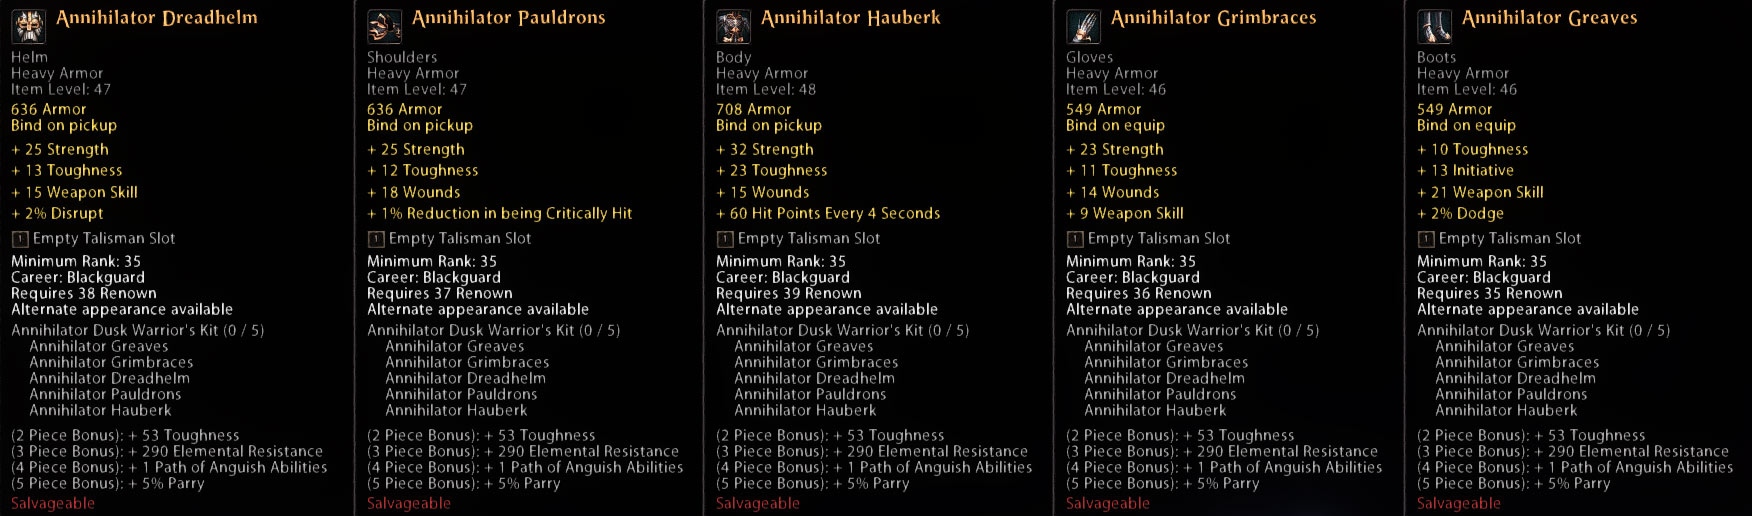 Annihilator Dreadhelm
Helm
Heavy Armor
Item Level: 47
636 Armor
Bind on pickup
+ 25 Strength
+ 13 Toughness
+ 15 Weapon Skill
+ 2% Disrupt
1 Empty Talisman Slot
Minimum Rank: 35
Career: Blackguard
Requires 38 Renown
Alternate appearance available
Annihilator Dusk Warrior's Kit (0 / 5)
Annihilator Greaves
Annihilator Grimbraces
Annihilator Dreadhelm
Annihilator Pauldrons
Annihilator Hauberk
(2 Piece Bonus): + 53 Toughness
(3 Piece Bonus): + 290 Elemental Resistance
(4 Piece Bonus): + 1 Path of Anguish Abilities
(5 Piece Bonus): + 5% Parry
Salvageable
Annihilator Pauldrons
Shoulders
Heavy Armor
Item Level: 47
636 Armor
Bind on pickup
+ 25 Strength
+ 12 Toughness
+ 18 Wounds
+ 1% Reduction in being Critically Hit
1 Empty Talisman Slot
Minimum Rank: 35
Career: Blackguard
Requires 37 Renown
Alternate appearance available
Annihilator Dusk Warrior's Kit (0 / 5)
Annihilator Greaves
Annihilator Grimbraces
Annihilator Dreadhelm
Annihilator Pauldrons
Annihilator Hauberk
(2 Piece Bonus): + 53 Toughness
(3 Piece Bonus): + 290 Elemental Resistance
(4 Piece Bonus): + 1 Path of Anguish Abilities
(5 Piece Bonus): + 5% Parry
Salvageable
Annihilator Hauberk
Body
Heavy Armor
Item Level: 48
708 Armor
Bind on pickup
+ 32 Strength
+ 23 Toughness
+ 15 Wounds
+ 60 Hit Points Every 4 Seconds
1 Empty Talisman Slot
Minimum Rank: 35
Career: Blackguard
Requires 39 Renown
Alternate appearance available
Annihilator Dusk Warrior's Kit (0 / 5)
Annihilator Greaves
Annihilator Grimbraces
Annihilator Dreadhelm
Annihilator Pauldrons
Annihilator Hauberk
(2 Piece Bonus): + 53 Toughness
(3 Piece Bonus): + 290 Elemental Resistance
(4 Piece Bonus): + 1 Path of Anguish Abilities
(5 Piece Bonus): + 5% Parry
Salvageable
Annihilator Grimbraces
Gloves
Heavy Armor
Item Level: 46
549 Armor
Bind on equip
+ 23 Strength
+ 11 Toughness
+ 14 Wounds
+ 9 Weapon Skill
1 Empty Talisman Slot
Minimum Rank: 35
Career: Blackguard
Requires 36 Renown
Alternate appearance available
Annihilator Dusk Warrior's Kit (0 / 5)
Annihilator Greaves
Annihilator Grimbraces
Annihilator Dreadhelm
Annihilator Pauldrons
Annihilator Hauberk
(2 Piece Bonus): + 53 Toughness
(3 Piece Bonus): + 290 Elemental Resistance
(4 Piece Bonus): + 1 Path of Anguish Abilities
(5 Piece Bonus): + 5% Parry
Salvageable
Annihilator Greaves
Boots
Heavy Armor
Item Level: 46
549 Armor
Bind on equip
+ 10 Toughness
+ 13 Initiative
+ 21 Weapon Skill
+ 2% Dodge
1 Empty Talisman Slot
Minimum Rank: 35
Career: Blackguard
Requires 35 Renown
Alternate appearance available
Annihilator Dusk Warrior's Kit (0 / 5)
Annihilator Greaves
Annihilator Grimbraces
Annihilator Dreadhelm
Annihilator Pauldrons
Annihilator Hauberk
(2 Piece Bonus): + 53 Toughness
(3 Piece Bonus): + 290 Elemental Resistance
(4 Piece Bonus): + 1 Path of Anguish Abilities
(5 Piece Bonus): + 5% Parry
Salvageable